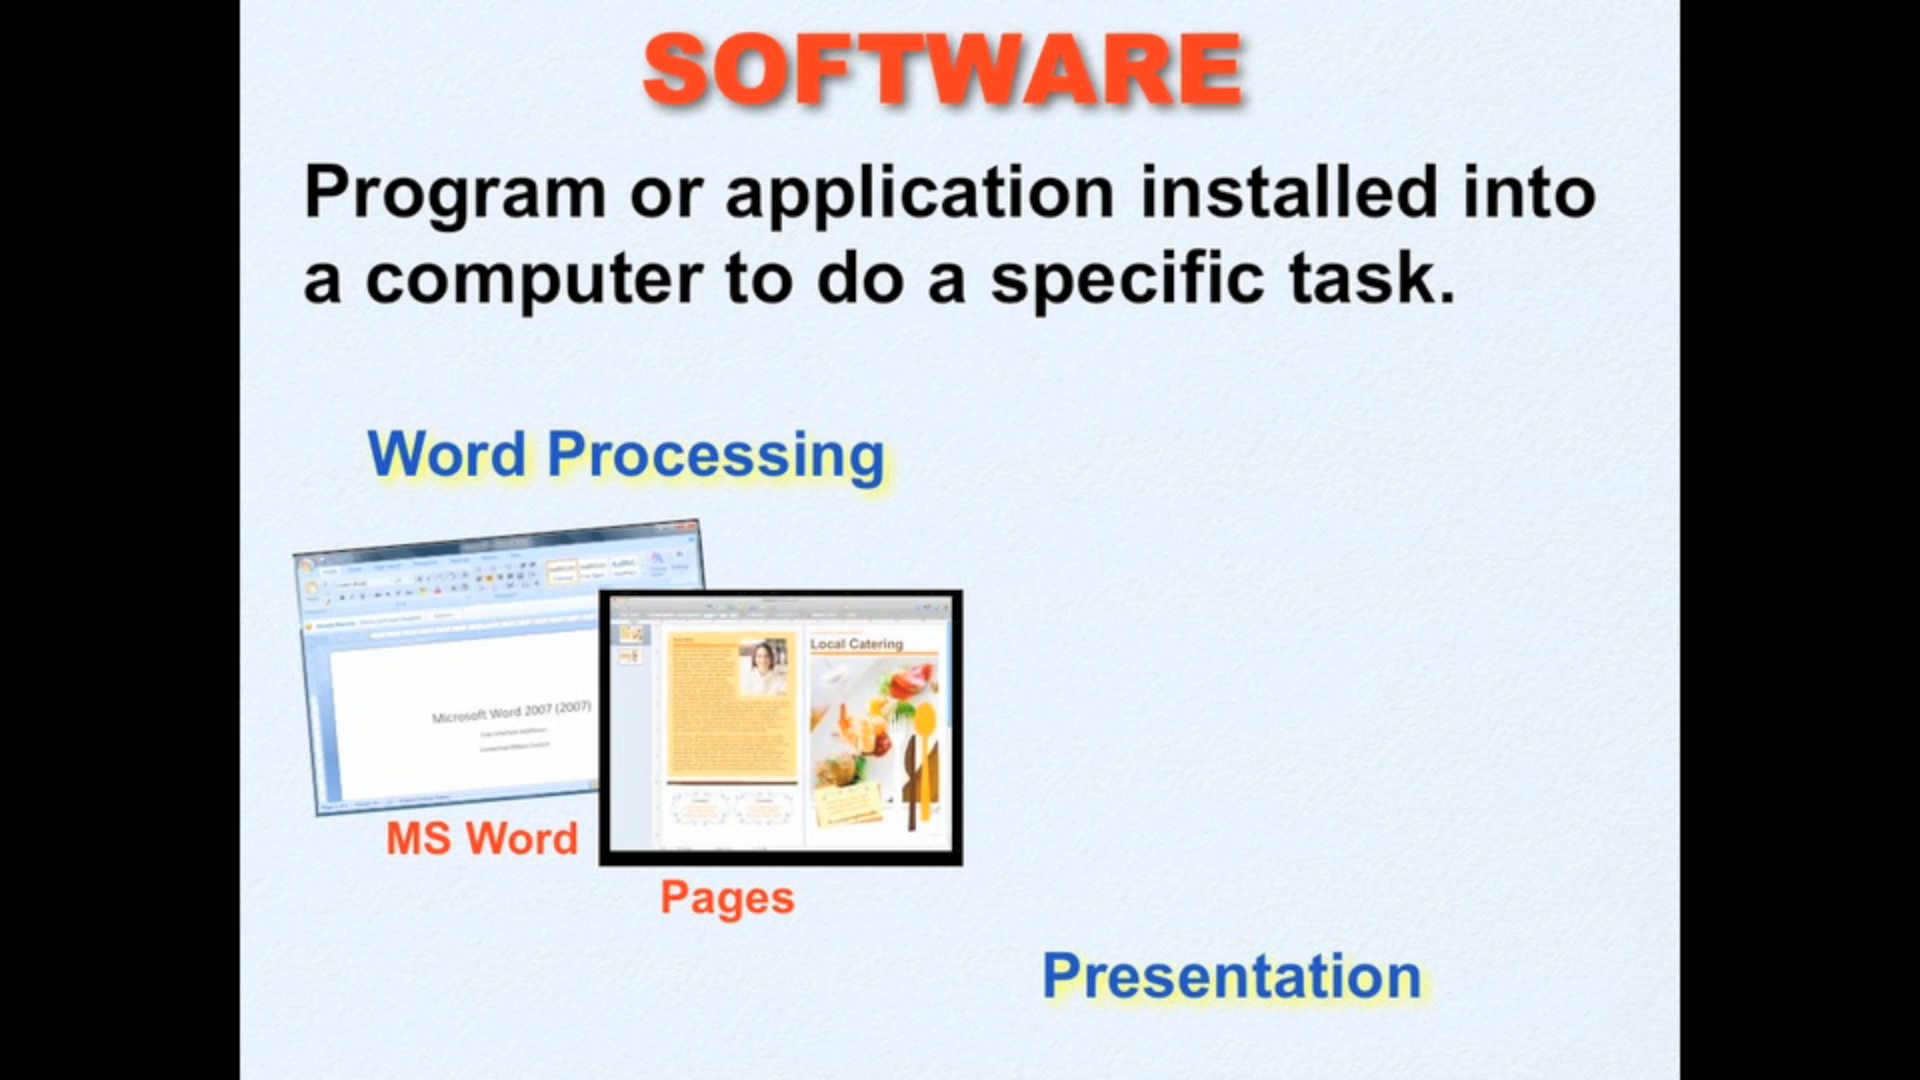 SOFTWARE
Program or application installed into
a computer to do a specific task.
Word Processing
Microsoft Word 2007 (2007)
Local Catering
MS Word
Pages
Presentation